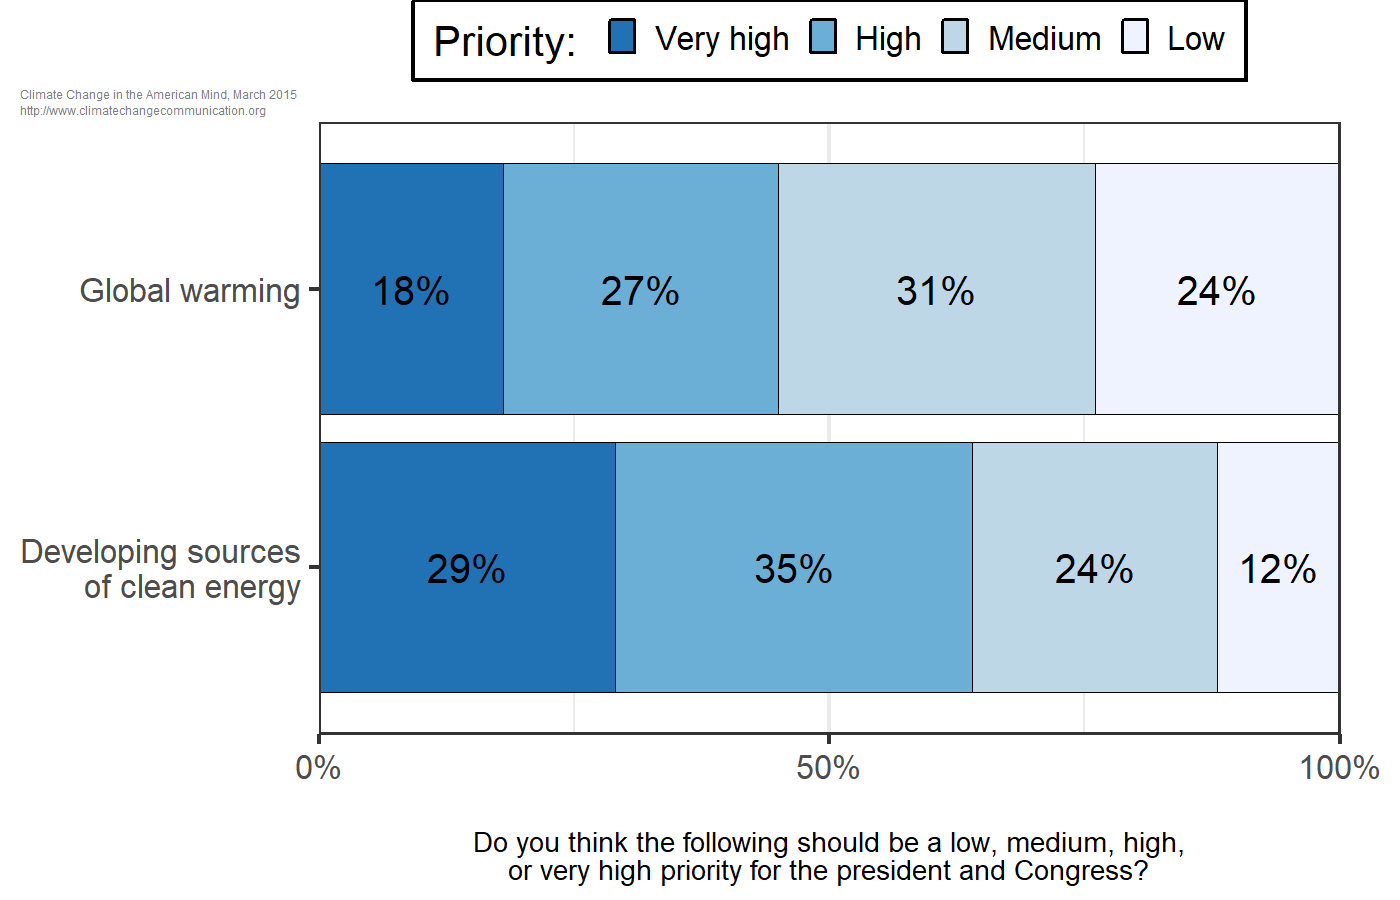 Priority: Very high High Medium Low
Climate Change in the American Mind, March 2015
http://www.climatechangecommunication.org
Global warming
18% 27% 31% 24%
Developing sources
of clean energy
29% 35% 24% 12%
0% 50% 100%
Do you think the following should be a low, medium, high,
or very high priority for the president and Congress?